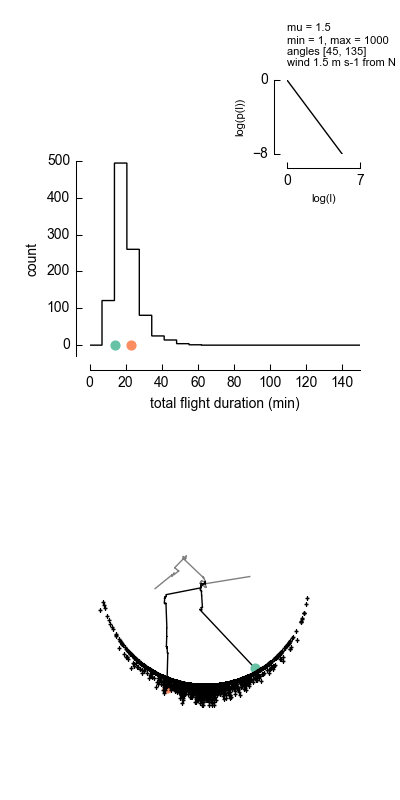 mu = 1.5
min = 1, max = 1000
angles [45, 135]
wind 1.5 m s-1 from N
0
log(p(l))
−8
0 7
log(l)
500
400
300
count
200
100
0
0 20 40 60 80 100 120 140
total flight duration (min)